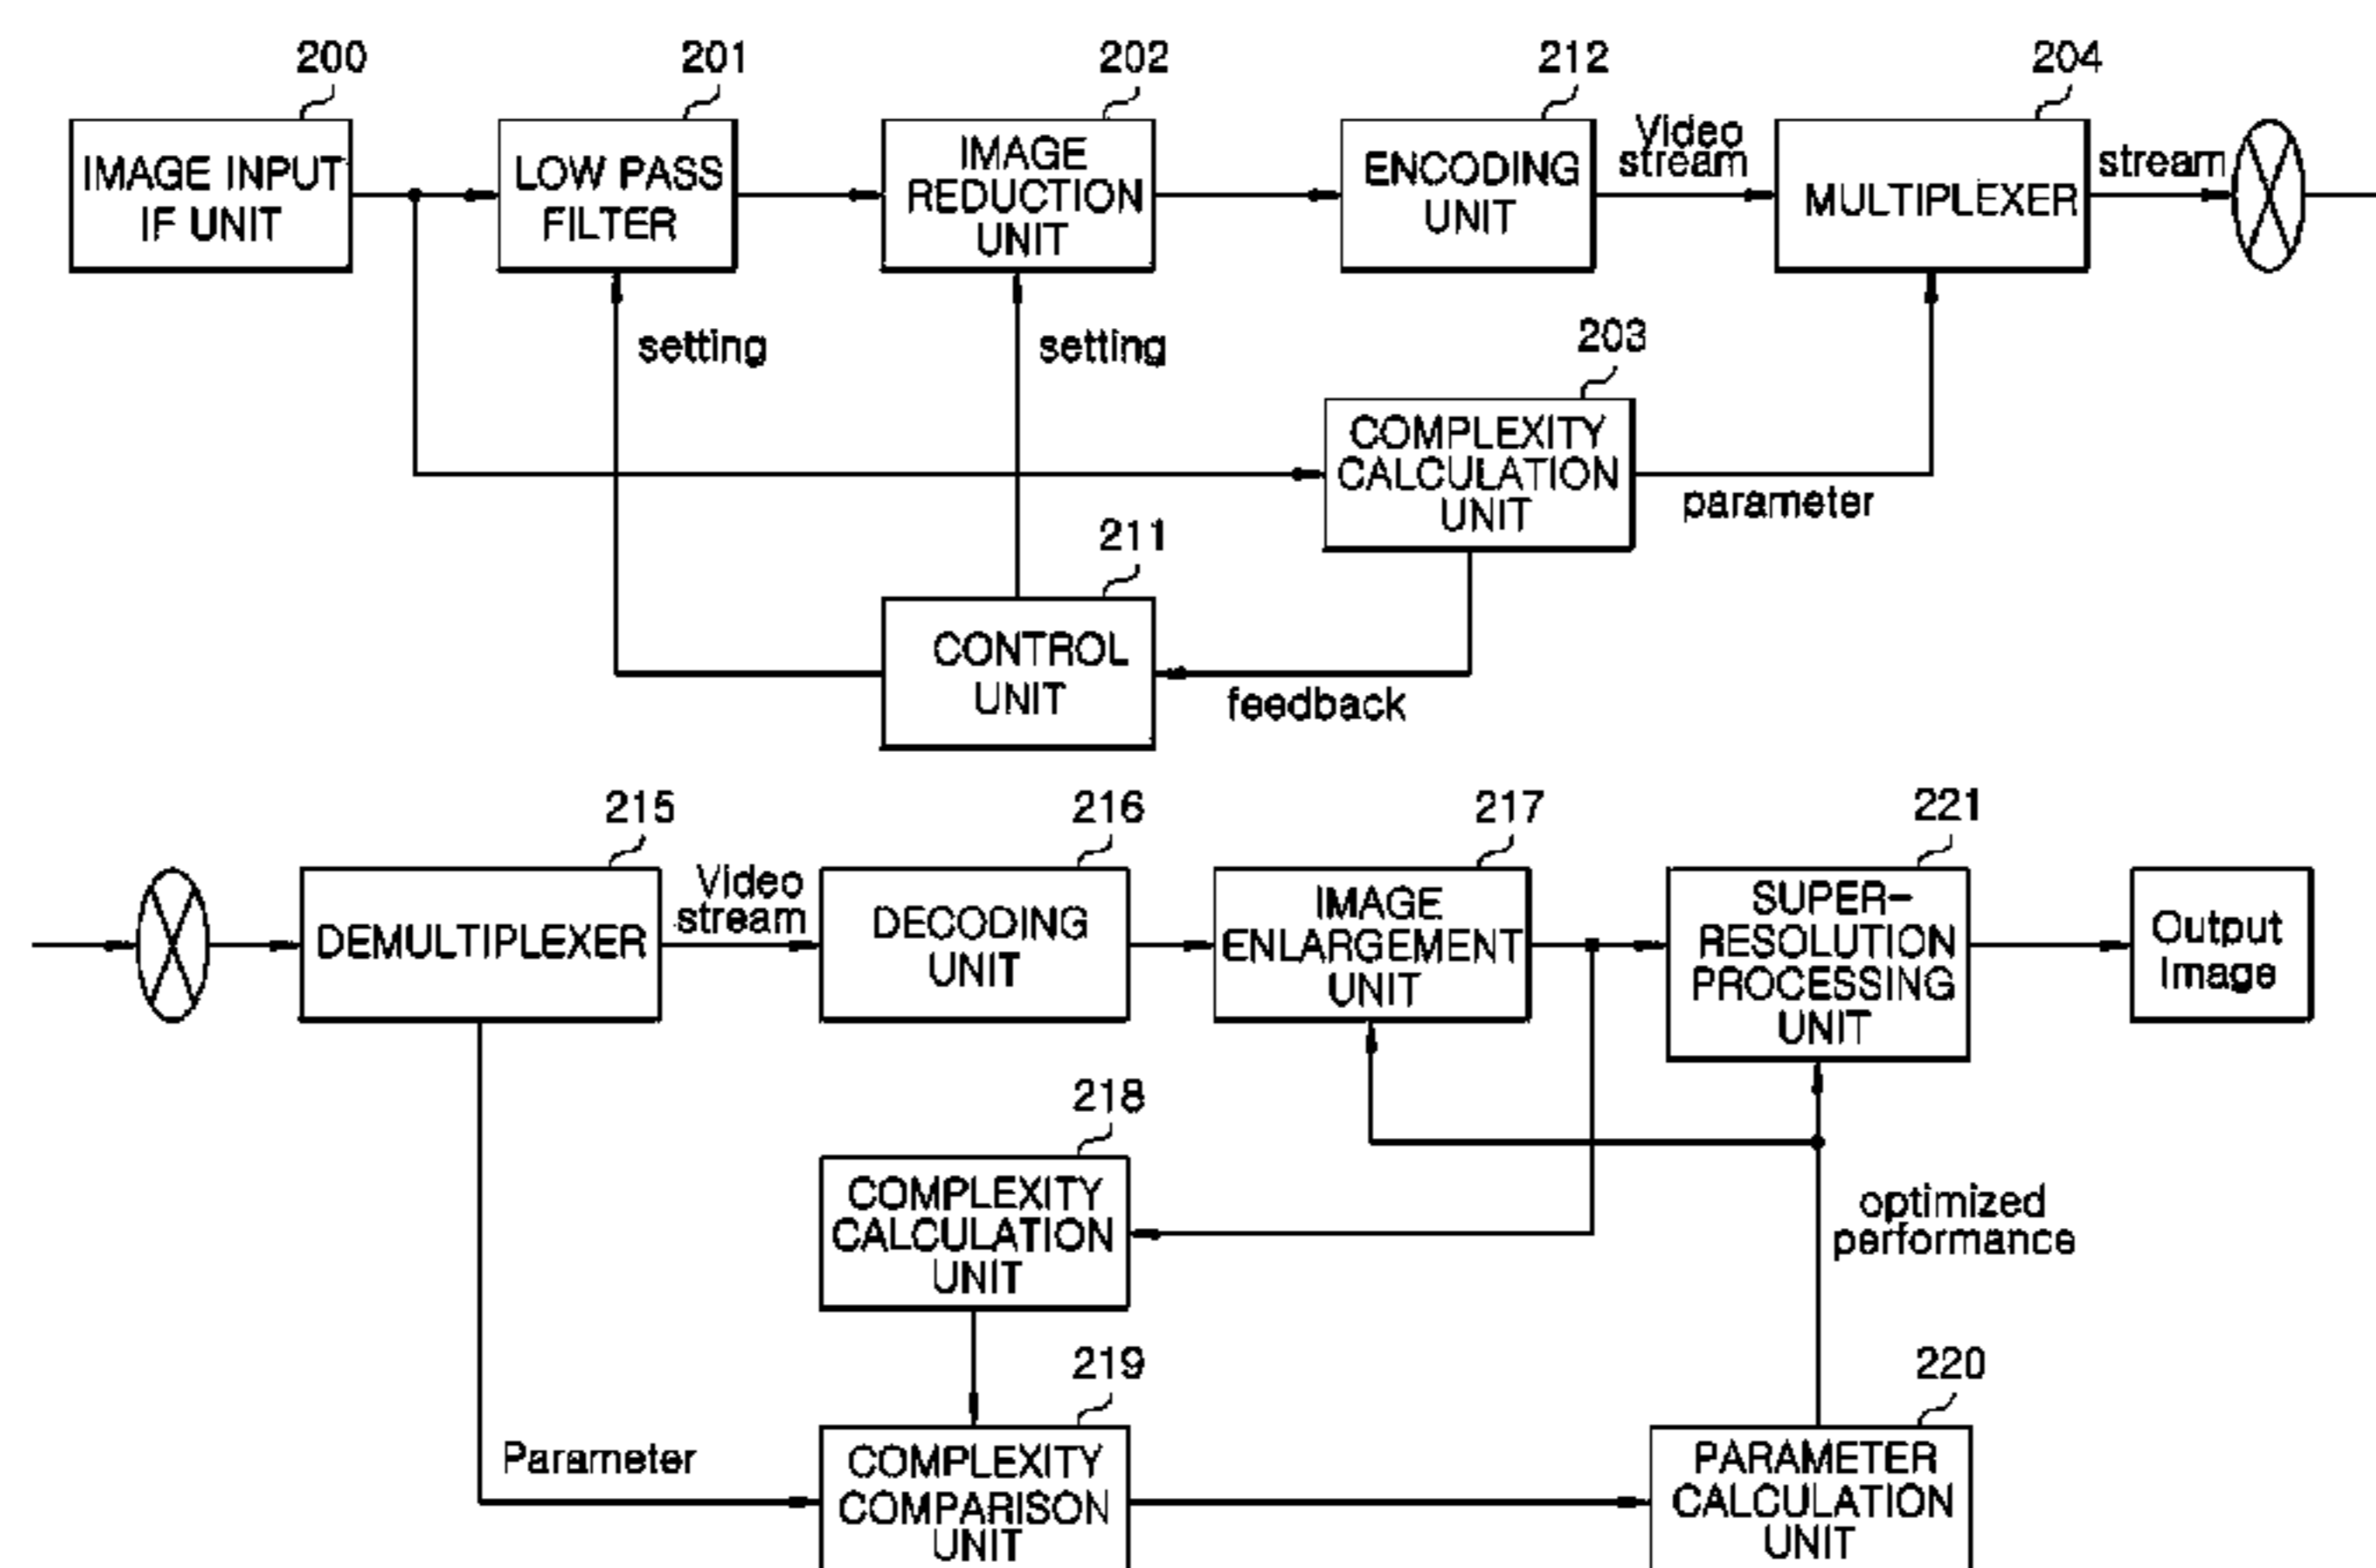 200
201
202
212
204
IMAGE INPUT
IF UNIT
LOW PASS
FILTER
IMAGE
REDUCTION
UNIT
ENCODING
UNIT
Video
stream
MULTIPLEXER
stream
setting
setting
203
COMPLEXITY
CALCULATION
UNIT
parameter
211
CONTROL
UNIT
feedback
215
216
217
221
DEMULTIPLEXER
Video
stream
DECODING
UNIT
IMAGE
ENLARGEMENT
UNIT
SUPER-
RESOLUTION
PROCESSING
UNIT
Output
Image
218
COMPLEXITY
CALCULATION
UNIT
optimized
performance
219
220
Parameter
COMPLEXITY
COMPARISON
UNIT
PARAMETER
CALCULATION
UNIT